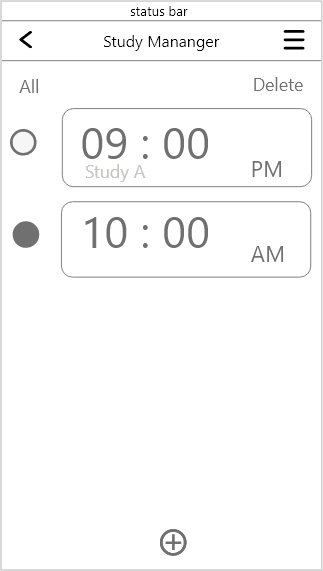 status bar
Study Mananger
All
Delete
09 : 00
Study A
PM
10 : 00
AM